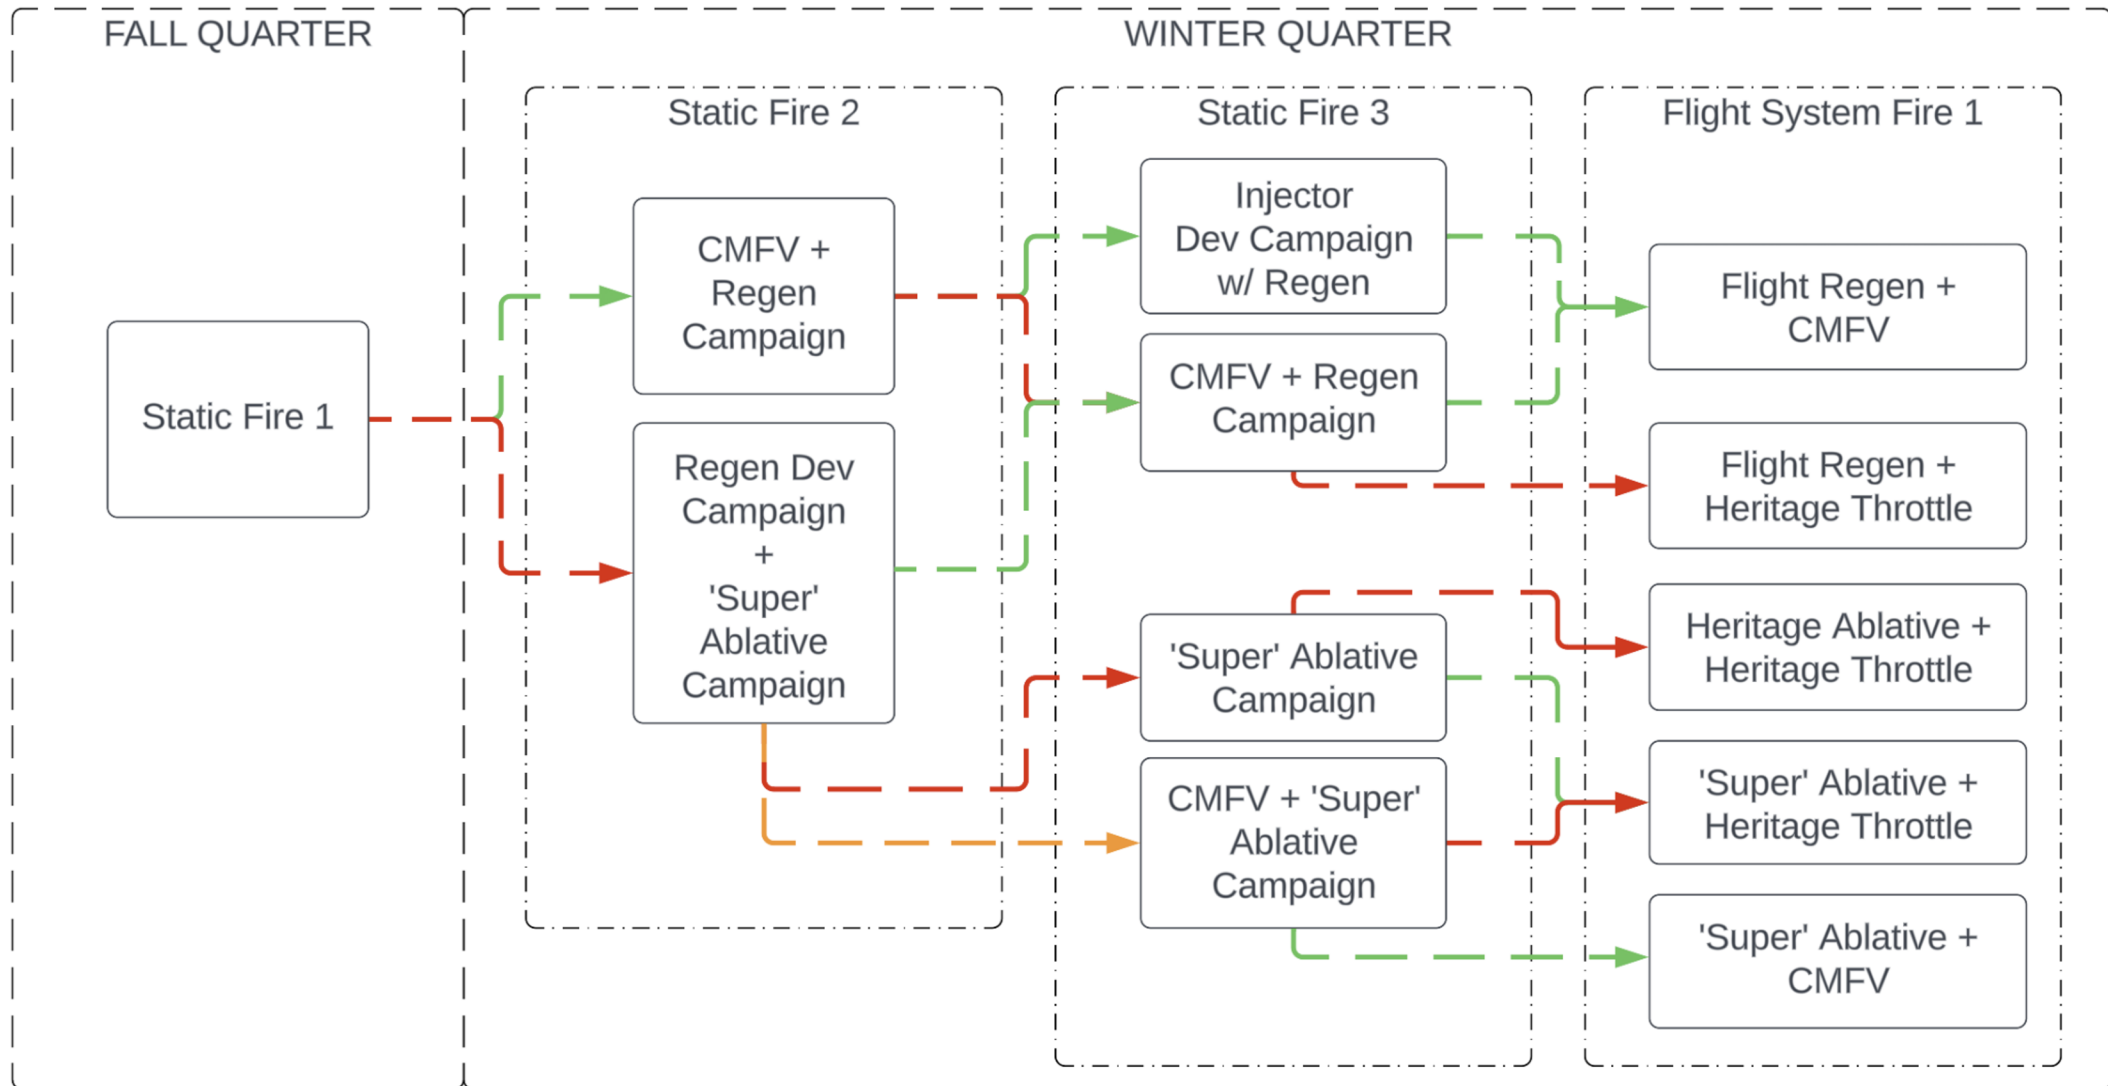 FALL QUARTER
WINTER QUARTER
Static Fire 1
Static Fire 2
CMFV +
Regen
Campaign
Regen Dev
Campaign
+
'Super'
Ablative
Campaign
Static Fire 3
Injector
Dev Campaign
w/ Regen
CMFV + Regen
Campaign
'Super' Ablative
Campaign
CMFV + 'Super'
Ablative
Campaign
Flight System Fire 1
Flight Regen +
CMFV
Flight Regen +
Heritage Throttle
Heritage Ablative +
Heritage Throttle
'Super' Ablative +
Heritage Throttle
'Super' Ablative +
CMFV